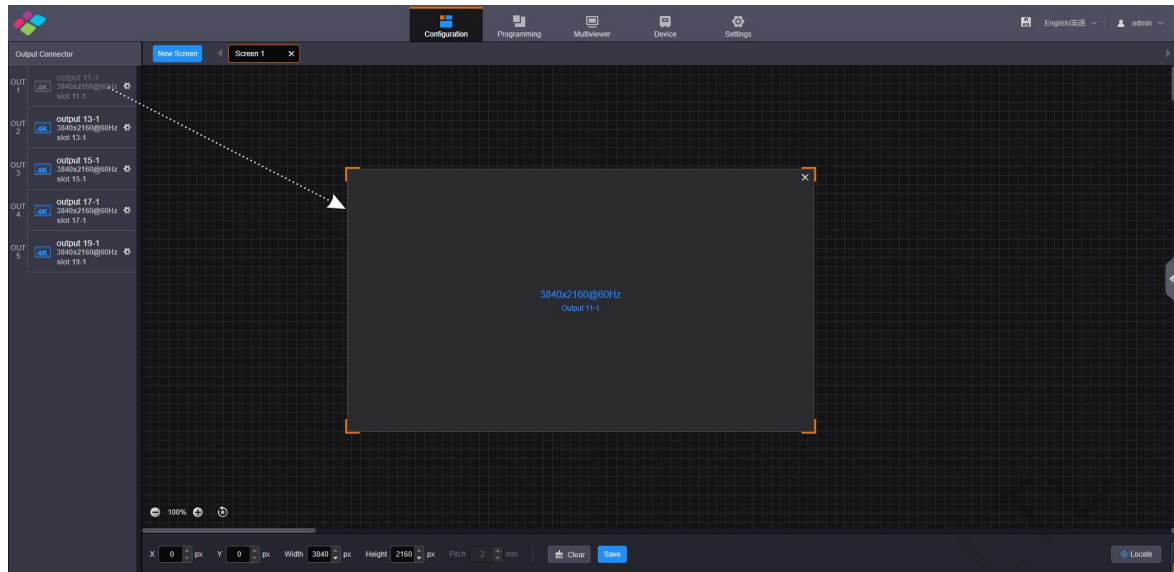 Configuration
Programming
Multiviewer
Device
Settings
English/英语
admin
Output Connector
New Screen
Screen 1
OUT 1
4K
output 11-1
3840x2160@60Hz
slot 11-1
OUT 2
4K
output 13-1
3840x2160@60Hz
slot 13-1
OUT 3
4K
output 15-1
3840x2160@60Hz
slot 15-1
OUT 4
4K
output 17-1
3840x2160@60Hz
slot 17-1
OUT 5
4K
output 19-1
3840x2160@60Hz
slot 19-1
3840x2160@60Hz
Output 11-1
100%
X 0 px Y 0 px Width 3840 px Height 2160 px Pitch 2 mm Clear Save Locate